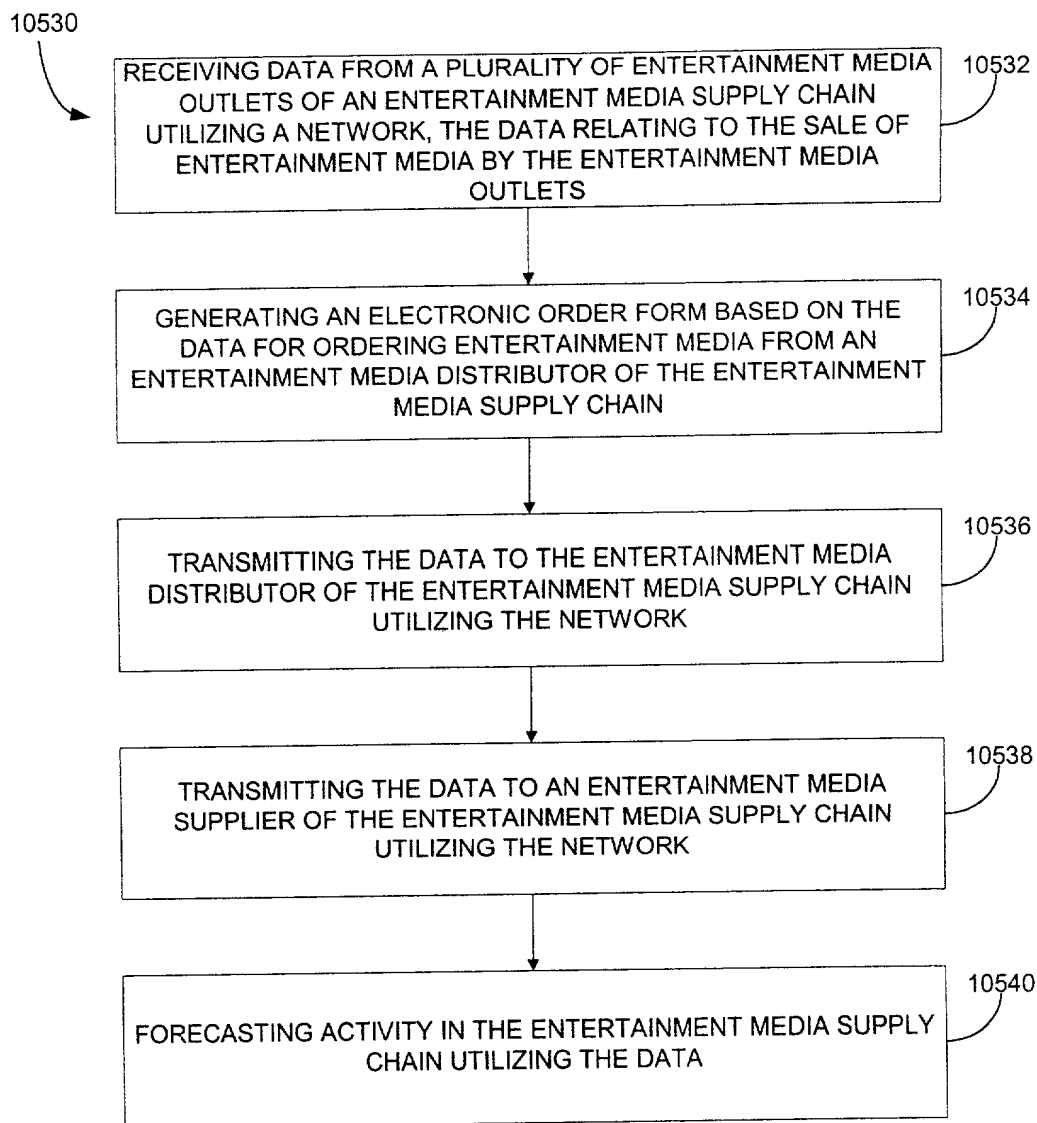 10530
RECEIVING DATA FROM A PLURALITY OF ENTERTAINMENT MEDIA
OUTLETS OF AN ENTERTAINMENT MEDIA SUPPLY CHAIN
UTILIZING A NETWORK, THE DATA RELATING TO THE SALE OF
ENTERTAINMENT MEDIA BY THE ENTERTAINMENT MEDIA
OUTLETS
10532
GENERATING AN ELECTRONIC ORDER FORM BASED ON THE
DATA FOR ORDERING ENTERTAINMENT MEDIA FROM AN
ENTERTAINMENT MEDIA DISTRIBUTOR OF THE ENTERTAINMENT
MEDIA SUPPLY CHAIN
10534
TRANSMITTING THE DATA TO THE ENTERTAINMENT MEDIA
DISTRIBUTOR OF THE ENTERTAINMENT MEDIA SUPPLY CHAIN
UTILIZING THE NETWORK
10536
TRANSMITTING THE DATA TO AN ENTERTAINMENT MEDIA
SUPPLIER OF THE ENTERTAINMENT MEDIA SUPPLY CHAIN
UTILIZING THE NETWORK
10538
FORECASTING ACTIVITY IN THE ENTERTAINMENT MEDIA SUPPLY
CHAIN UTILIZING THE DATA
10540